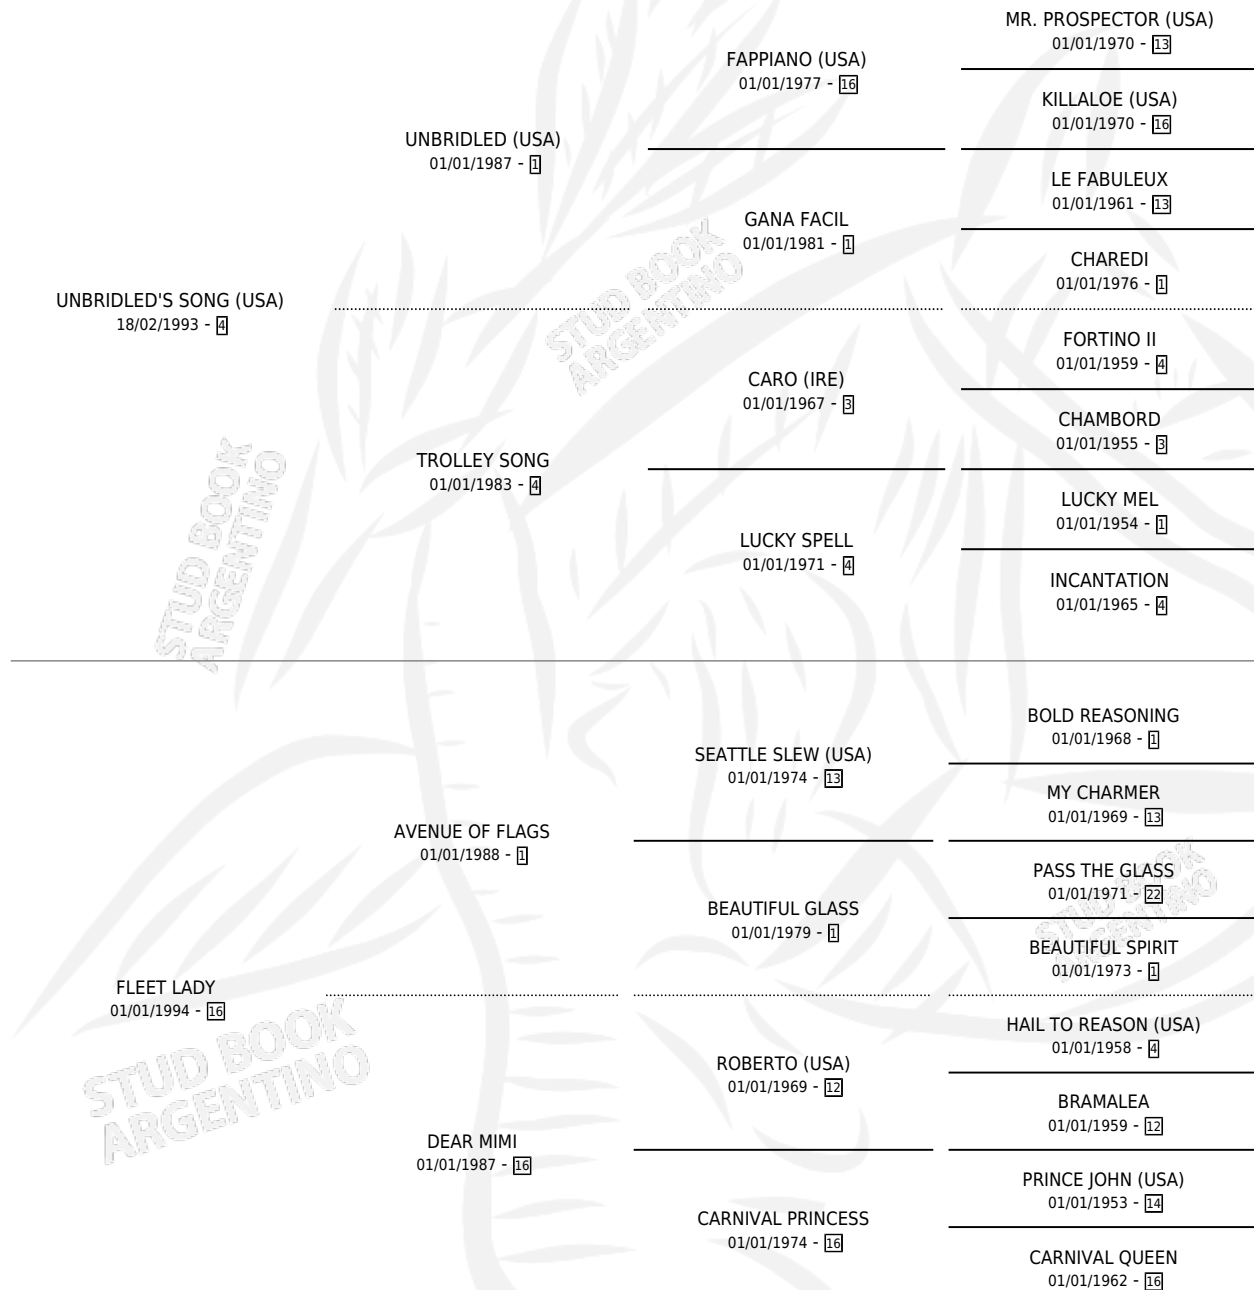 MR. PROSPECTOR (USA)
01/01/1970 - 13
FAPPIANO (USA)
01/01/1977 - 16
KILLALOE (USA)
01/01/1970 - 16
UNBRIDLED (USA)
01/01/1987 - 1
LE FABULEUX
01/01/1961 - 13
GANA FACIL
01/01/1981 - 1
CHAREDI
01/01/1976 - 1
UNBRIDLED'S SONG (USA)
18/02/1993 - 4
FORTINO II
01/01/1959 - 4
CARO (IRE)
01/01/1967 - 3
CHAMBORD
01/01/1955 - 3
TROLLEY SONG
01/01/1983 - 4
LUCKY MEL
01/01/1954 - 1
LUCKY SPELL
01/01/1971 - 4
INCANTATION
01/01/1965 - 4
BOLD REASONING
01/01/1968 - 1
SEATTLE SLEW (USA)
01/01/1974 - 13
MY CHARMER
01/01/1969 - 13
AVENUE OF FLAGS
01/01/1988 - 1
PASS THE GLASS
01/01/1971 - 22
BEAUTIFUL GLASS
01/01/1979 - 1
BEAUTIFUL SPIRIT
01/01/1973 - 1
FLEET LADY
01/01/1994 - 16
HAIL TO REASON (USA)
01/01/1958 - 4
ROBERTO (USA)
01/01/1969 - 12
BRAMALEA
01/01/1959 - 12
DEAR MIMI
01/01/1987 - 16
PRINCE JOHN (USA)
01/01/1953 - 14
CARNIVAL PRINCESS
01/01/1974 - 16
CARNIVAL QUEEN
01/01/1962 - 16
STUD BOOK
ARGENTINO
STUD BOOK
ARGENTINO
STUD BOOK
ARGENTINO
STUD BOOK
ARGENTINO